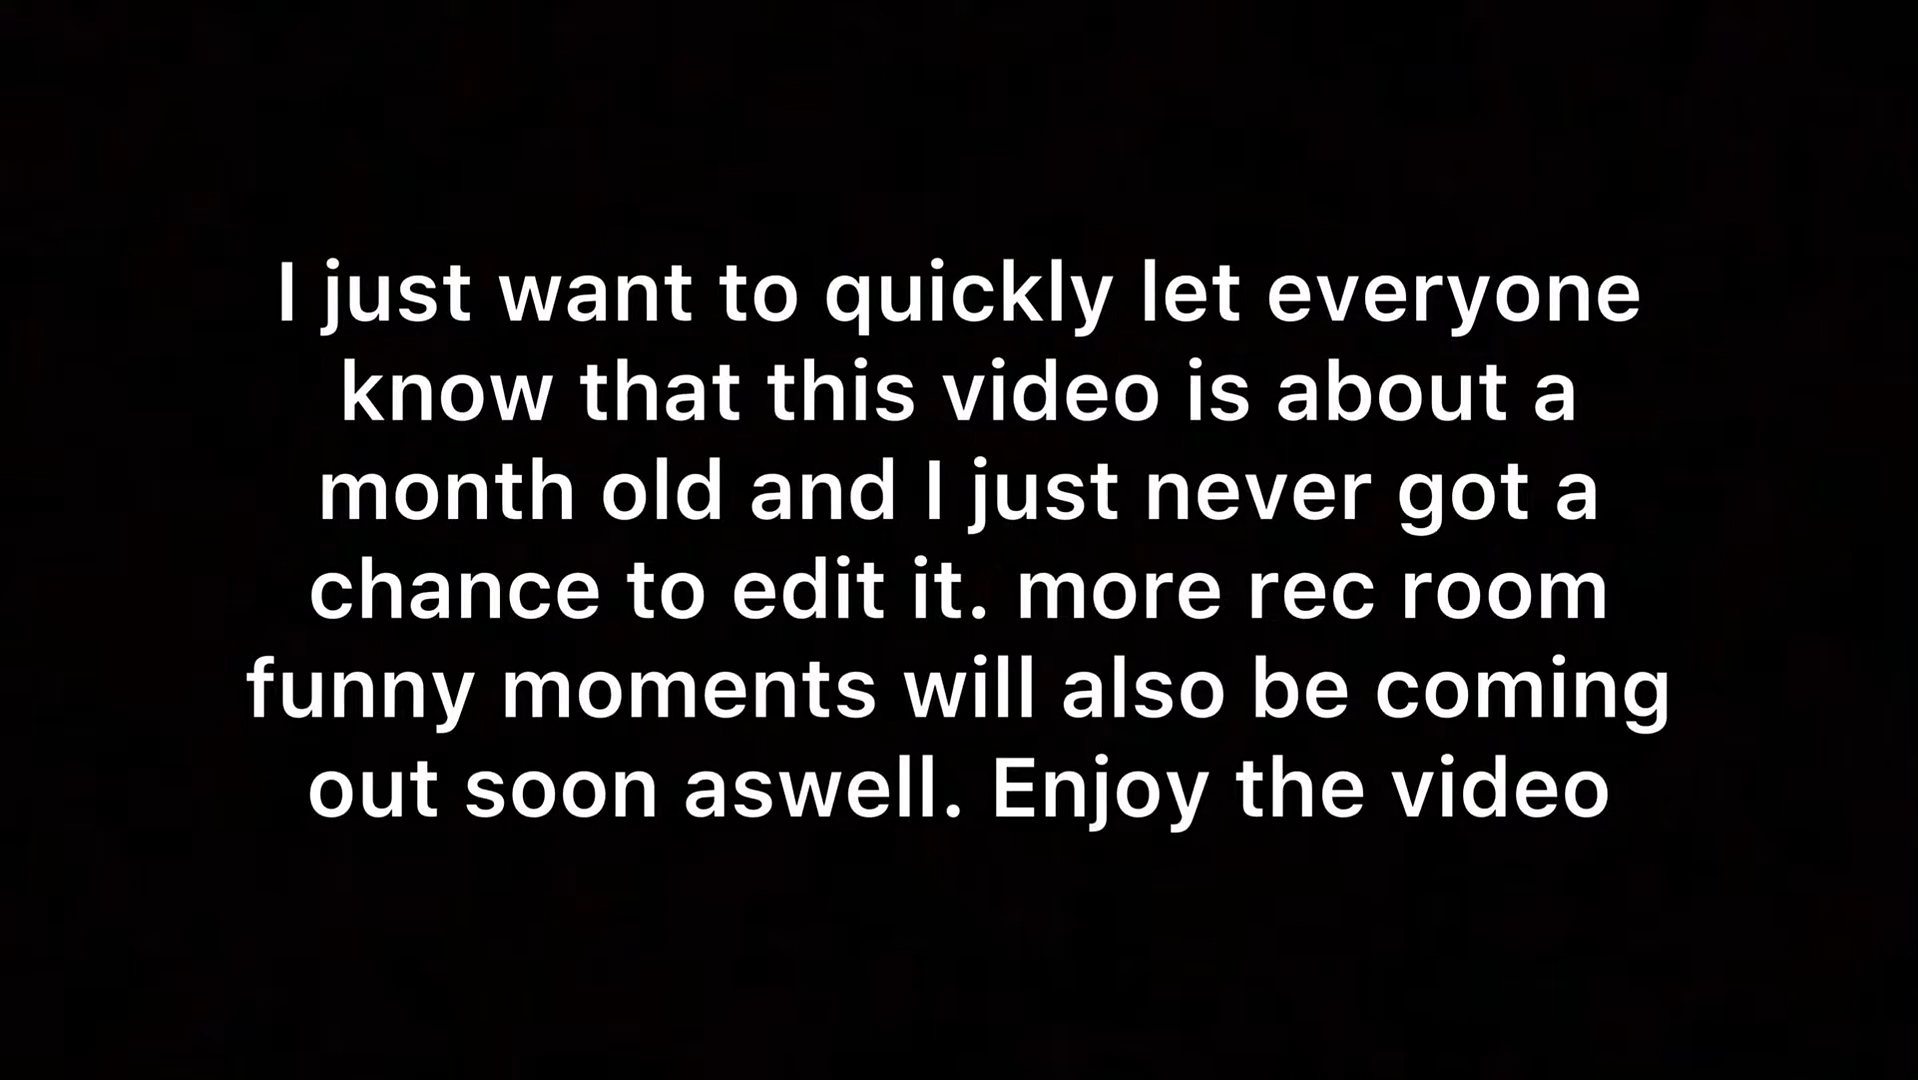 I just want to quickly let everyone
know that this video is about a
month old and I just never got a
chance to edit it. more rec room
funny moments will also be coming
out soon aswell. Enjoy the video